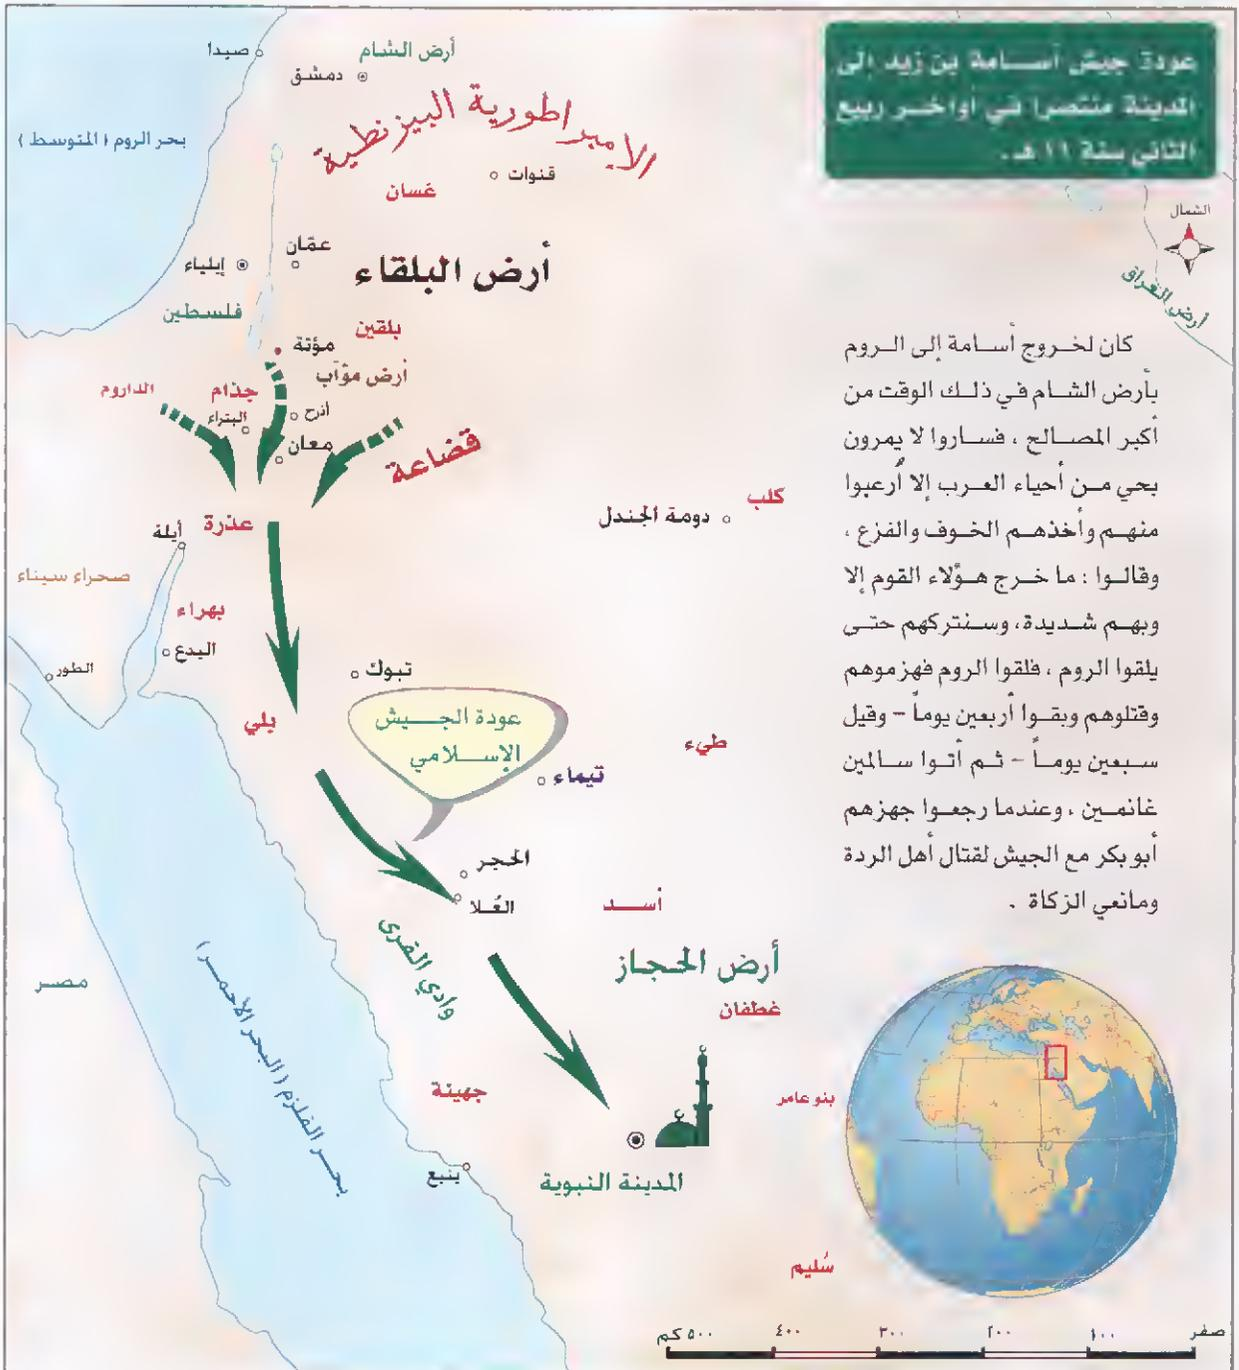 عودة جيش أسامة بن زيد إلى
المدينة منتصرا في أواخر ربيع
الثاني سنة ١١ هـ.
صيدا
أرض الشام
دمشق
بحر الروم (المتوسط)
الامبراطورية البيزنطية
قنوات
غسان
الشمال
أرض العراق
عمّان
إيلياء
أرض البلقاء
فلسطين
بلقين
مؤتة
أرض مؤآب
الداروم
جذام
البتراء
أذرح
معان
قضاعة
كلب
دومة الجندل
عذرة
أيلة
صحراء سيناء
بهراء
البدع
الطور
تبوك
بلي
عودة الجيش
الإسلامي
طيء
تيماء
الحجر
العُلا
أسد
وادي القرى
أرض الحجاز
غطفان
مصر
بحر القلزم (البحر الأحمر)
جهينة
بنو عامر
ينبع
المدينة النبوية
سُليم
كان لخروج أسامة إلى الروم
بأرض الشام في ذلك الوقت من
أكبر المصالح ، فساروا لا يمرون
بحي من أحياء العرب إلا أُرعبوا
منهم وأخذهم الخوف والفزع ،
وقالوا : ما خرج هؤلاء القوم إلا
وبهم شديدة، وسنتركهم حتى
يلقوا الروم ، فلقوا الروم فهزموهم
وقتلوهم وبقوا أربعين يوماً - وقيل
سبعين يوماً - ثم أتوا سالمين
غانمين ، وعندما رجعوا جهزهم
أبو بكر مع الجيش لقتال أهل الردة
ومانعي الزكاة .
صفر ١٠٠ ٢٠٠ ٣٠٠ ٤٠٠ ٥٠٠ كم